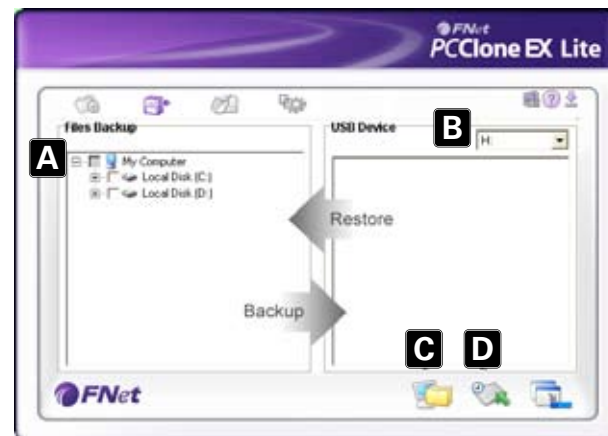 FNet
PCClone EX Lite
Files Backup
USB Device
B
H:
A
My Computer
Local Disk (C:)
Local Disk (D:)
Restore
Backup
C
D
FNet